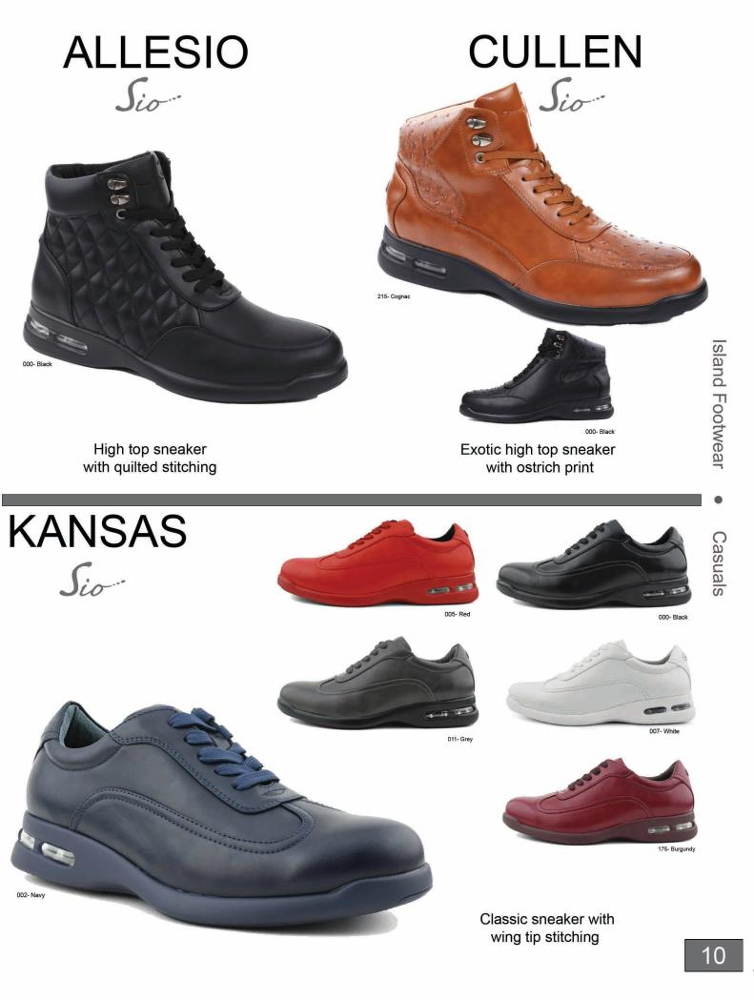 ALLESIO
Sio...
000- Black
High top sneaker
with quilted stitching
CULLEN
Sio...
215- Cognac
000- Black
Exotic high top sneaker
with ostrich print
Island Footwear • Casuals
KANSAS
Sio...
005- Red
000- Black
011- Grey
007- White
175- Burgundy
002- Navy
Classic sneaker with
wing tip stitching
10